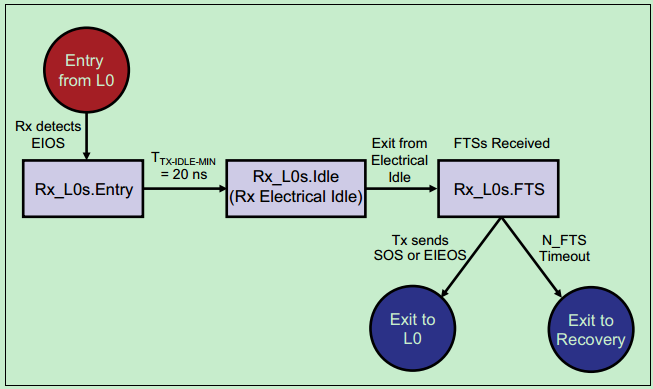 Entry
from L0
Rx detects
EIOS
Rx_L0s.Entry
TTX-IDLE-MIN
= 20 ns
Rx_L0s.Idle
(Rx Electrical Idle)
Exit from
Electrical
Idle
FTSs Received
Rx_L0s.FTS
Tx sends
SOS or EIEOS
N_FTS
Timeout
Exit to
L0
Exit to
Recovery